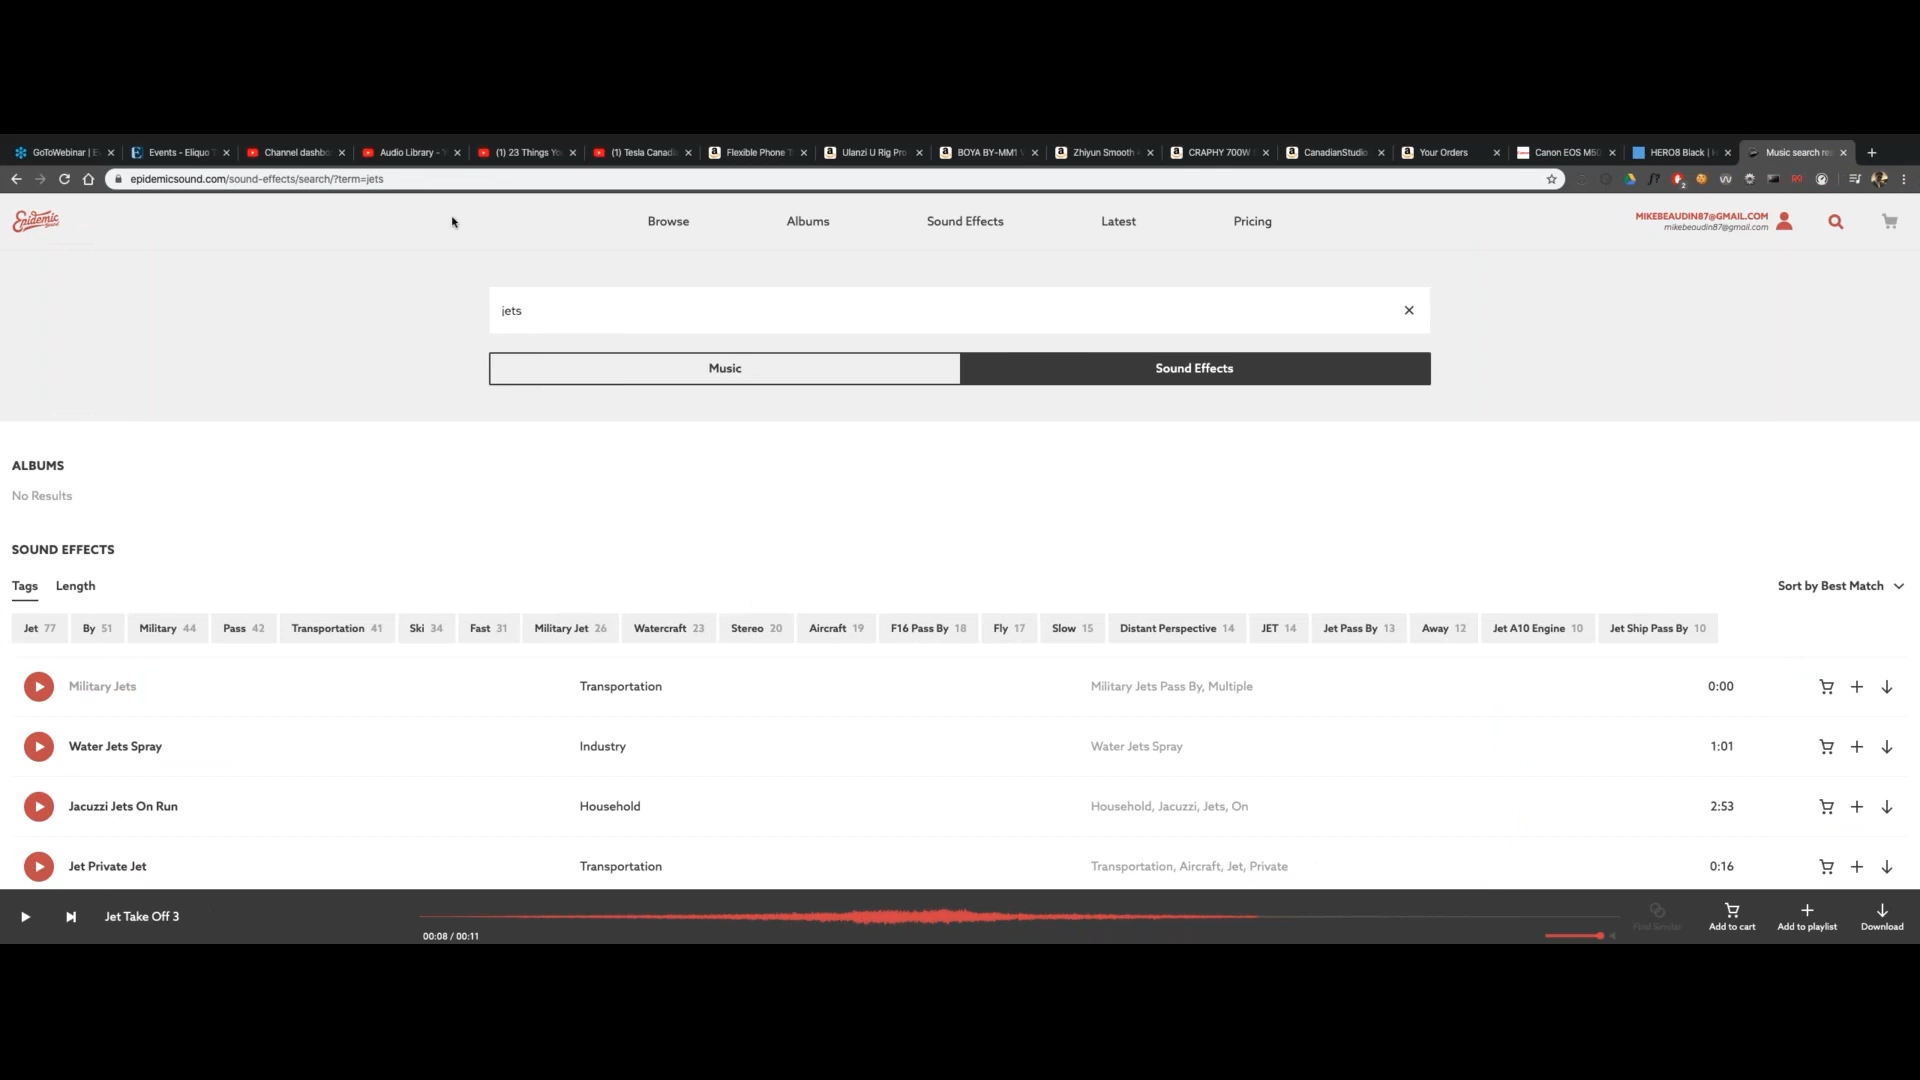 GoToWebinar | E
Events - Eliquo T
Channel dashbo
Audio Library - Y
(1) 23 Things Yo
(1) Tesla Canadi
Flexible Phone T
Ulanzi U Rig Pro
BOYA BY-MM1 V
Zhiyun Smooth
CRAPHY 700W
CanadianStudio
Your Orders
Canon EOS M50
HERO8 Black |
Music search re
epidemicsound.com/sound-effects/search/?term=jets
Epidemic Sound
Browse
Albums
Sound Effects
Latest
Pricing
MIKEBEAUDIN87@GMAIL.COM
mikebeaudin87@gmail.com
jets
Music
Sound Effects
ALBUMS
No Results
SOUND EFFECTS
Tags Length
Sort by Best Match
Jet 77 By 51 Military 44 Pass 42 Transportation 41 Ski 34 Fast 31 Military Jet 26 Watercraft 23 Stereo 20 Aircraft 19 F16 Pass By 18 Fly 17 Slow 15 Distant Perspective 14 JET 14 Jet Pass By 13 Away 12 Jet A10 Engine 10 Jet Ship Pass By 10
Military Jets Transportation Military Jets Pass By, Multiple 0:00
Water Jets Spray Industry Water Jets Spray 1:01
Jacuzzi Jets On Run Household Household, Jacuzzi, Jets, On 2:53
Jet Private Jet Transportation Transportation, Aircraft, Jet, Private 0:16
Jet Take Off 3
00:08 / 00:11
Find Similar
Add to cart
Add to playlist
Download